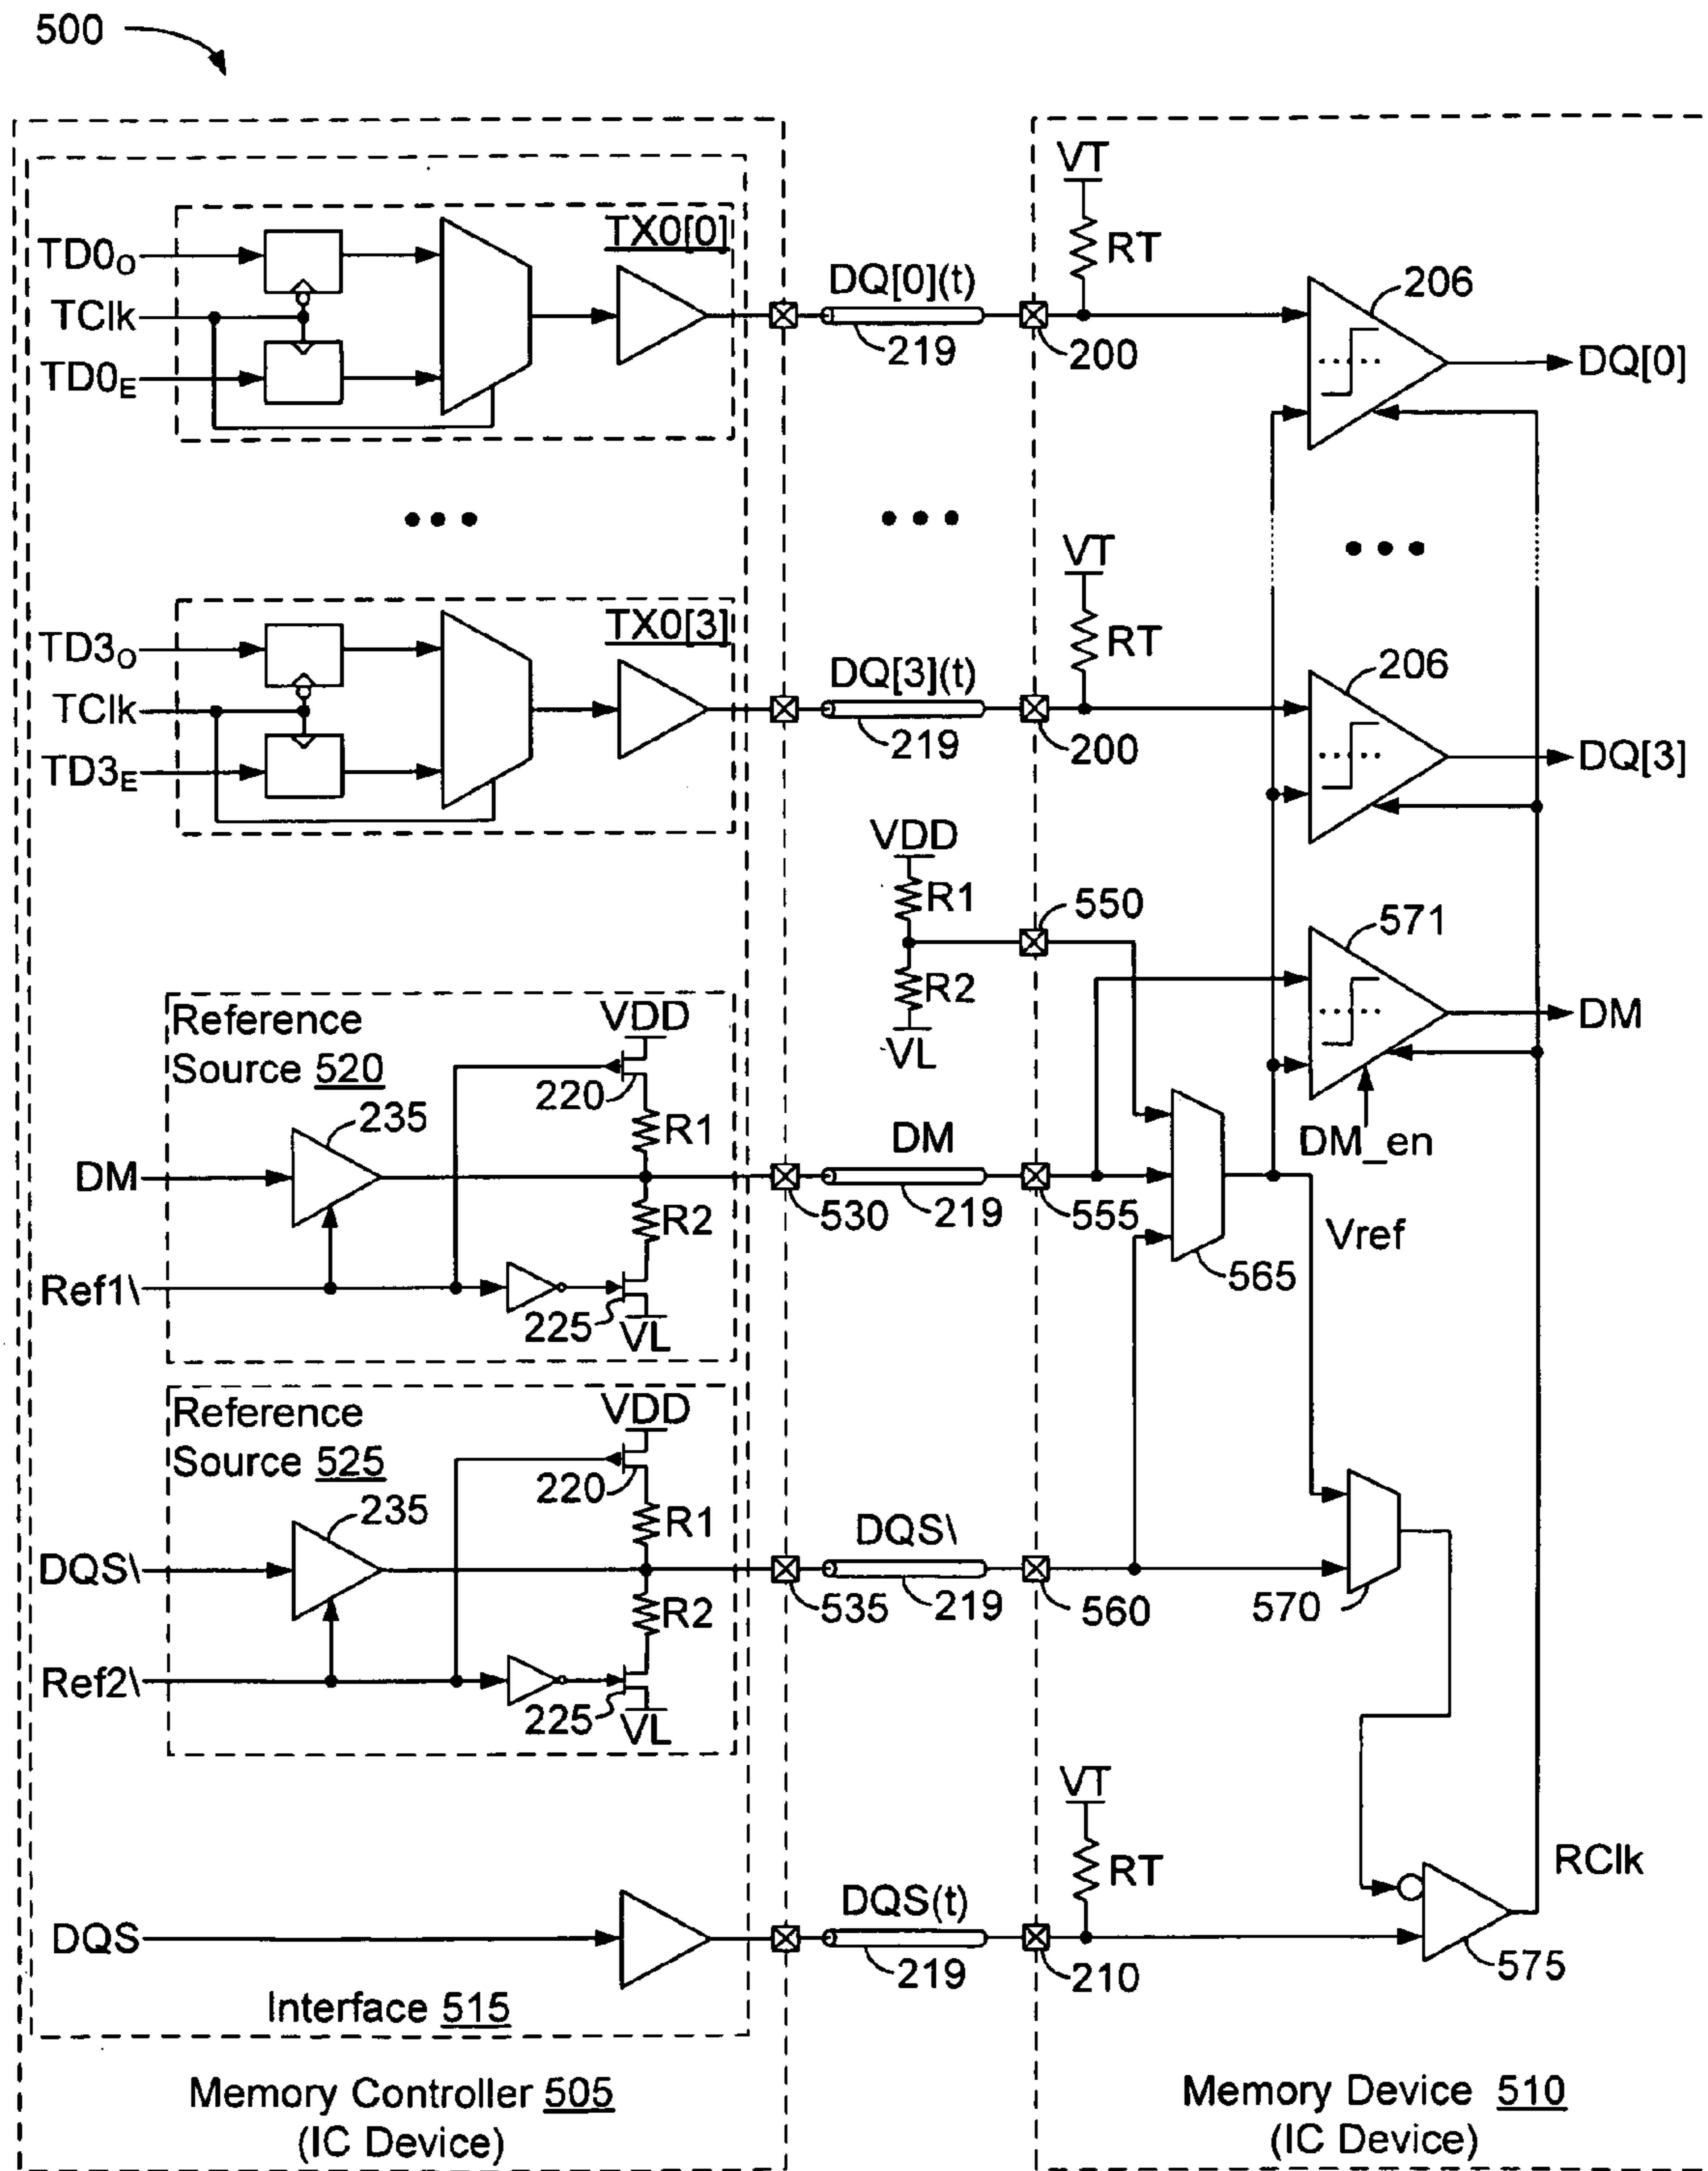 500
VT
TX0[0]
TD0O
RT
DQ[0](t)
206
TClk
219
200
DQ[0]
TD0E
• • •
• • •
• • •
VT
TX0[3]
TD3O
RT
DQ[3](t)
206
TClk
219
200
DQ[3]
TD3E
VDD
R1
550
571
R2
VL
DM
Reference
Source 520
VDD
220
235
R1
DM
DM
DM_en
530
219
555
R2
Vref
565
Ref1\
225
VL
Reference
Source 525
VDD
220
235
R1
DQS\
DQS\
535
219
560
570
R2
Ref2\
225
VL
VT
RT
RClk
DQS(t)
DQS
219
210
575
Interface 515
Memory Controller 505
(IC Device)
Memory Device 510
(IC Device)